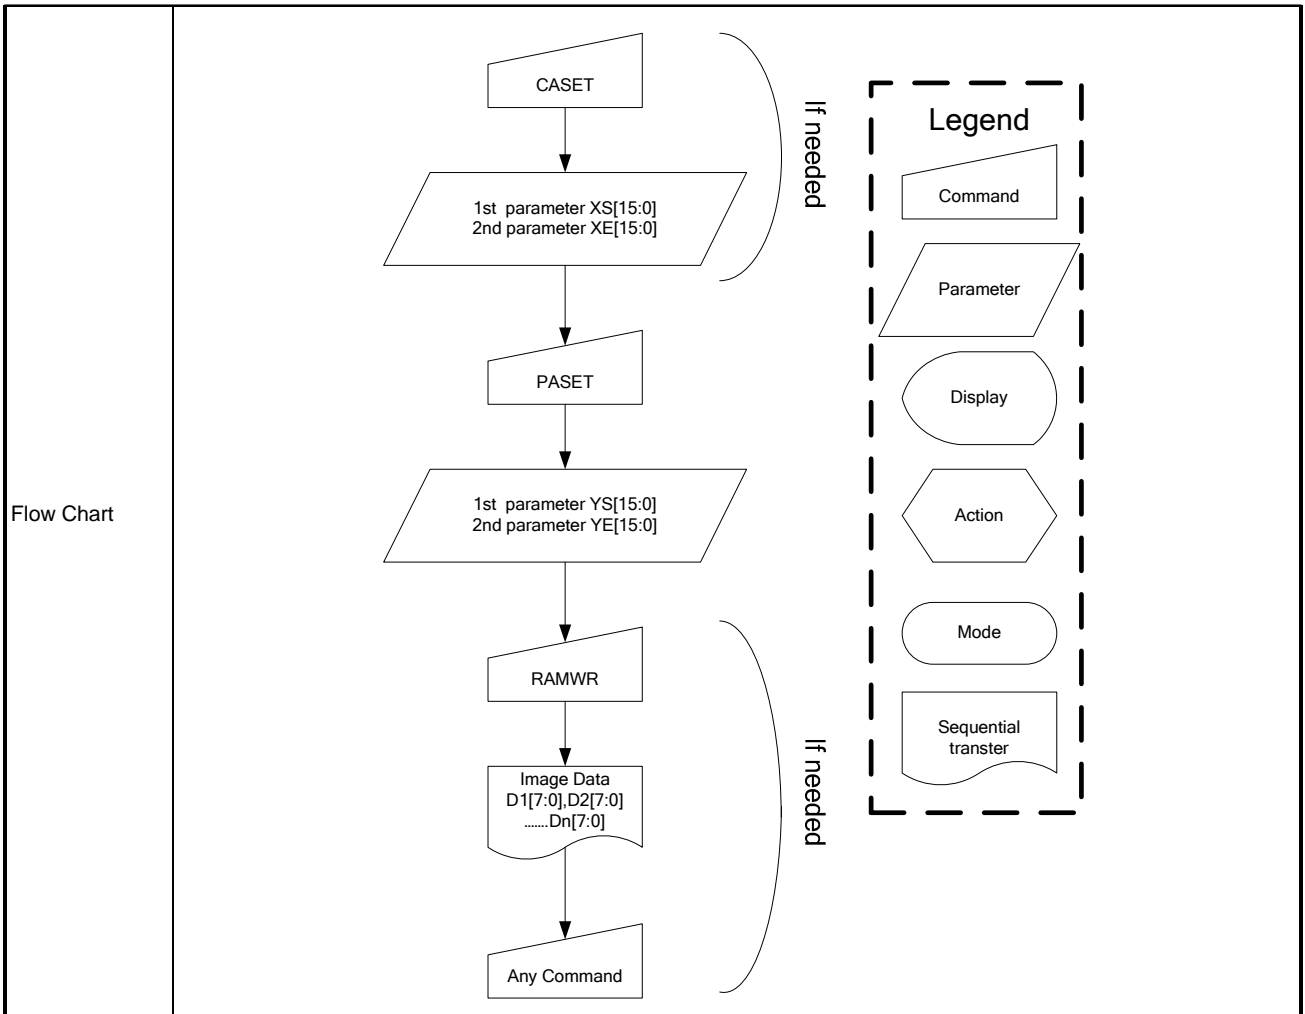 Flow Chart
CASET
1st  parameter XS[15:0]
2nd parameter XE[15:0]
If needed
PASET
1st  parameter YS[15:0]
2nd parameter YE[15:0]
RAMWR
Image Data
D1[7:0],D2[7:0]
.......Dn[7:0]
Any Command
If needed
Legend
Command
Parameter
Display
Action
Mode
Sequential
transter